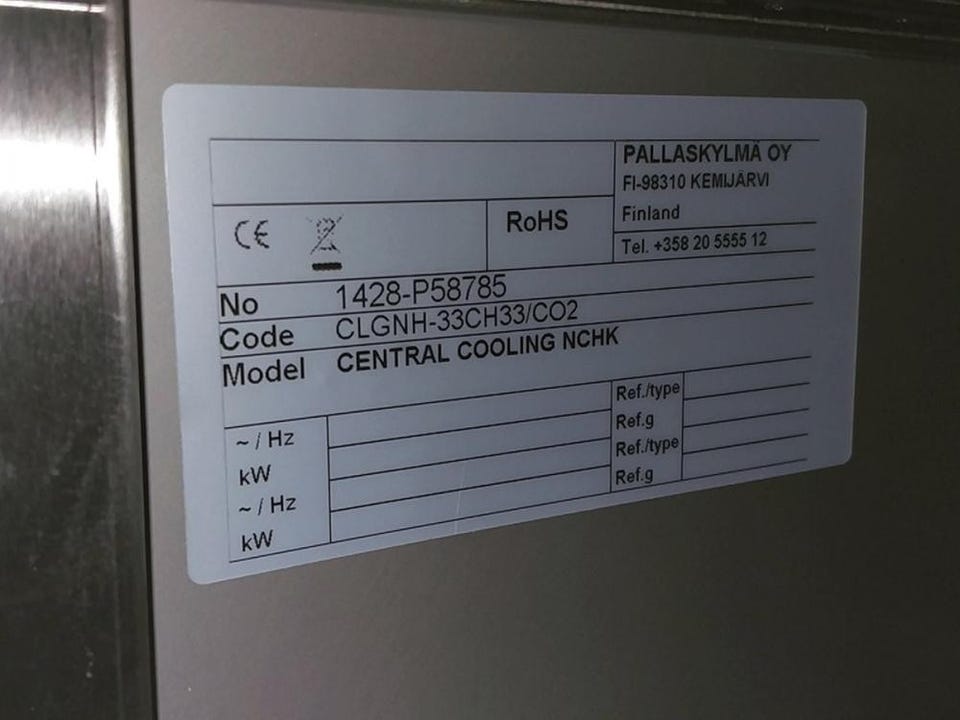 PALLASKYLMÄ OY
FI-98310 KEMIJÄRVI
Finland
Tel. +358 20 5555 12
CE
RoHS
No 1428-P58785
Code CLGNH-33CH33/CO2
Model CENTRAL COOLING NCHK
~ / Hz
kW
~ / Hz
kW
Ref./type
Ref.g
Ref./type
Ref.g